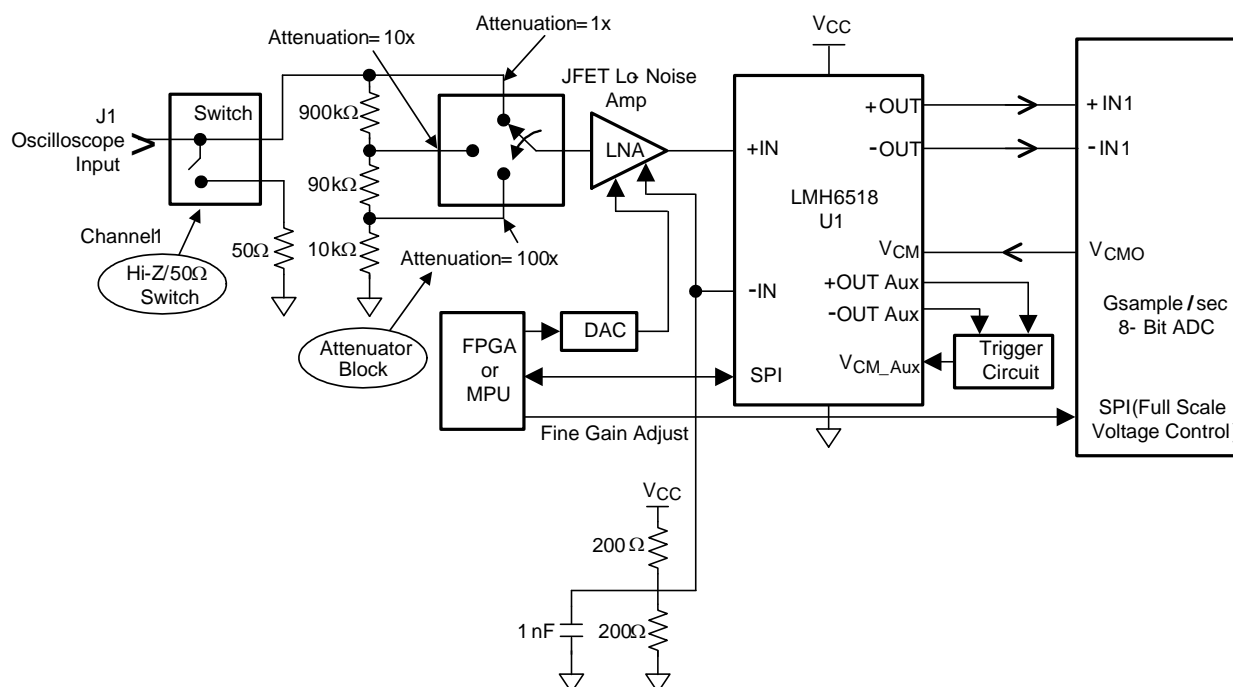 Attenuation= 10x
Attenuation= 1x
J1
Oscilloscope
Input
Switch
Channel1
Hi-Z/50Ω
Switch
50Ω
900kΩ
90kΩ
10kΩ
Attenuation= 100x
Attenuator
Block
JFET Lo- Noise
Amp
LNA
DAC
FPGA
or
MPU
Fine Gain Adjust
VCC
+IN
-IN
SPI
LMH6518
U1
+OUT
-OUT
VCM
+OUT Aux
-OUT Aux
VCM_Aux
Trigger
Circuit
+IN1
-IN1
VCMO
Gsample/sec
8- Bit ADC
SPI(Full Scale
Voltage Control)
VCC
200Ω
1nF
200Ω